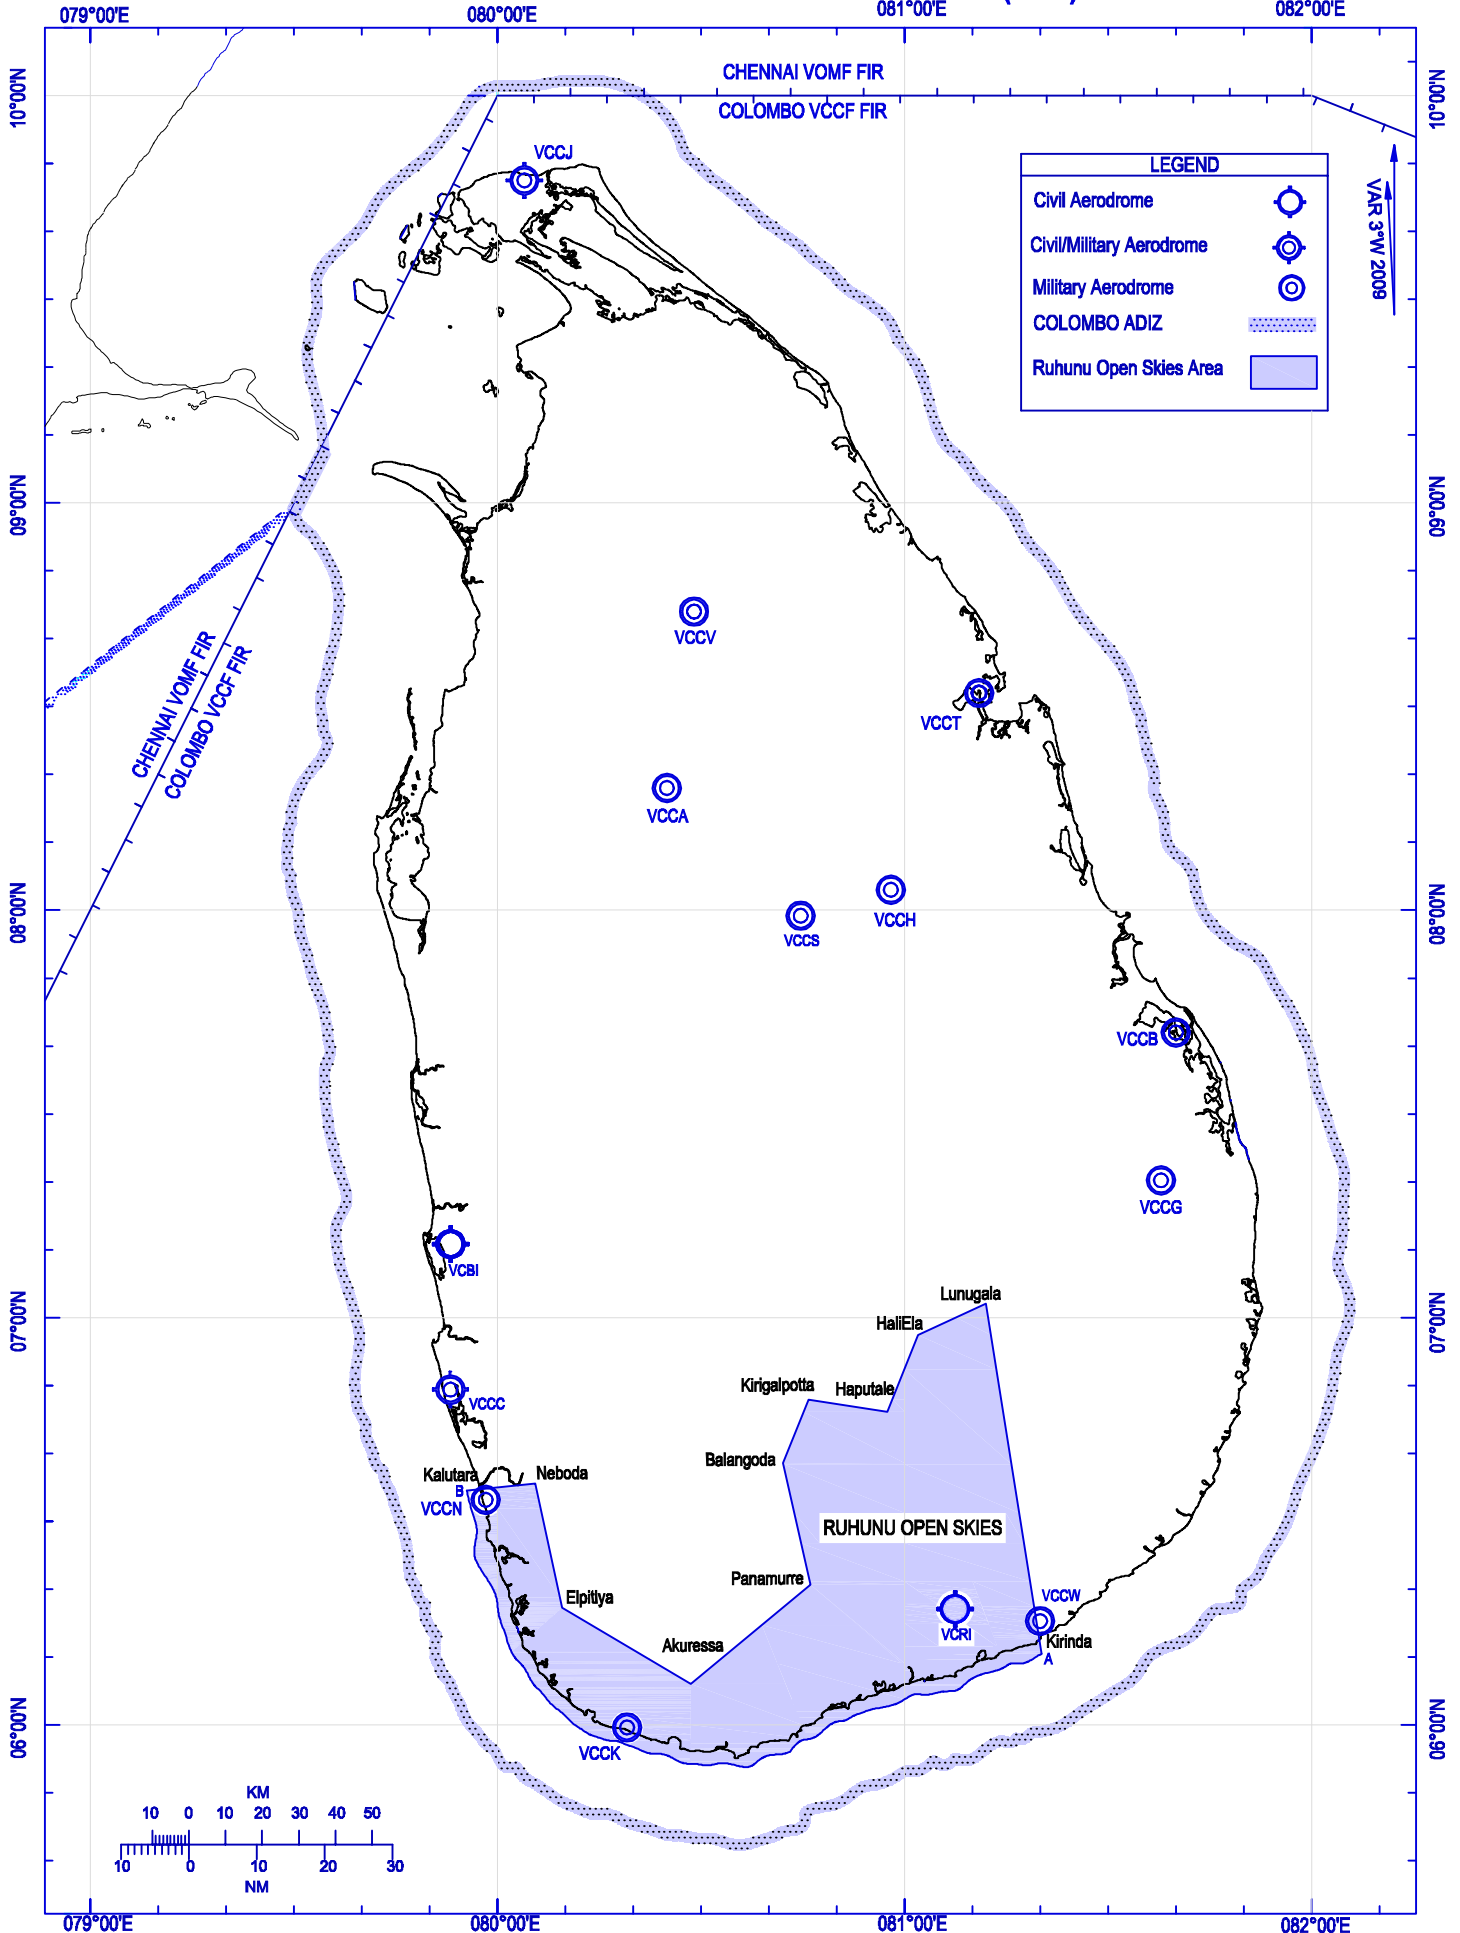 079°00'E
080°00'E
081°00'E
082°00'E
CHENNAI VOMF FIR
COLOMBO VCCF FIR
10°00'N
10°00'N
LEGEND
Civil Aerodrome
Civil/Military Aerodrome
Military Aerodrome
COLOMBO ADIZ
Ruhunu Open Skies Area
VAR 3°W 2009
VCCJ
09°00'N
09°00'N
VCCV
CHENNAI VOMF FIR
COLOMBO VCCF FIR
VCCT
VCCA
VCCH
VCCS
08°00'N
08°00'N
VCCB
VCCG
VCBI
Lunugala
HaliEla
07°00'N
07°00'N
Kirigalpotta
Haputale
VCCC
Balangoda
Kalutara
Neboda
B
VCCN
RUHUNU OPEN SKIES
Panamurre
Elpitiya
VCCW
VCRI
Kirinda
A
Akuressa
06°00'N
06°00'N
VCCK
KM
10 0 10 20 30 40 50
10 0 10 20 30
NM
079°00'E
080°00'E
081°00'E
082°00'E